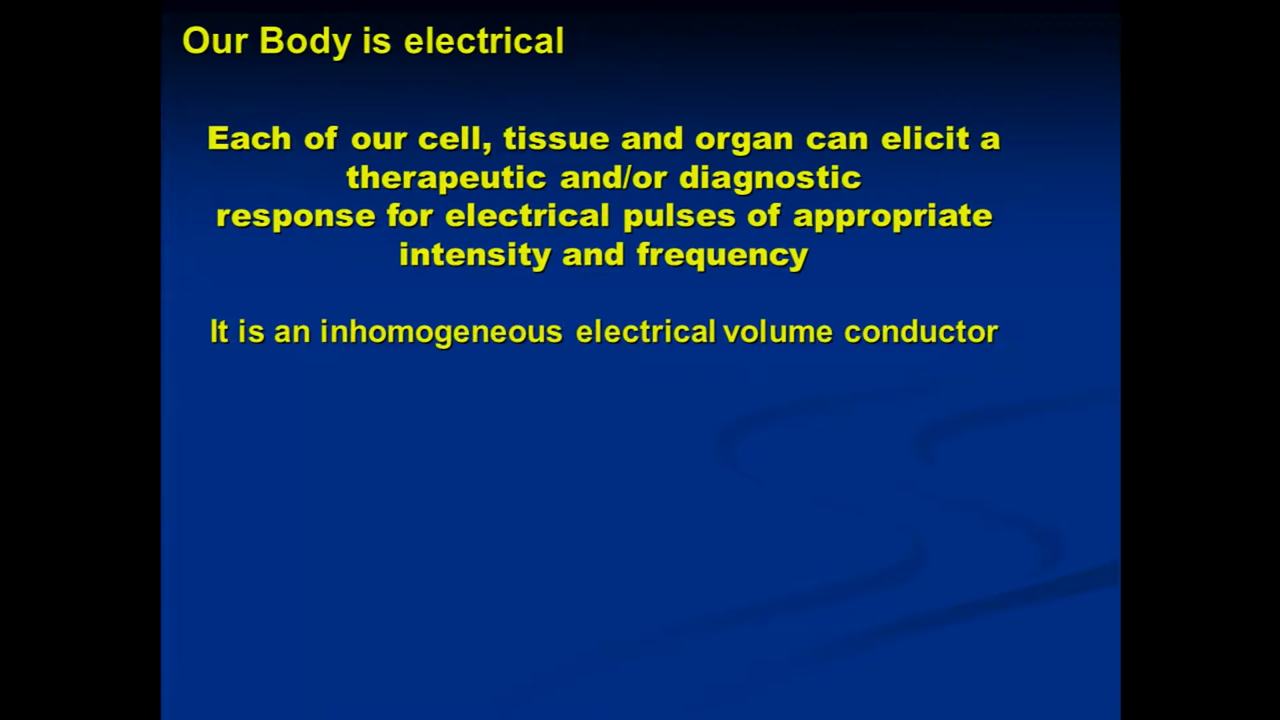 Our Body is electrical
Each of our cell, tissue and organ can elicit a
therapeutic and/or diagnostic
response for electrical pulses of appropriate
intensity and frequency
It is an inhomogeneous electrical volume conductor